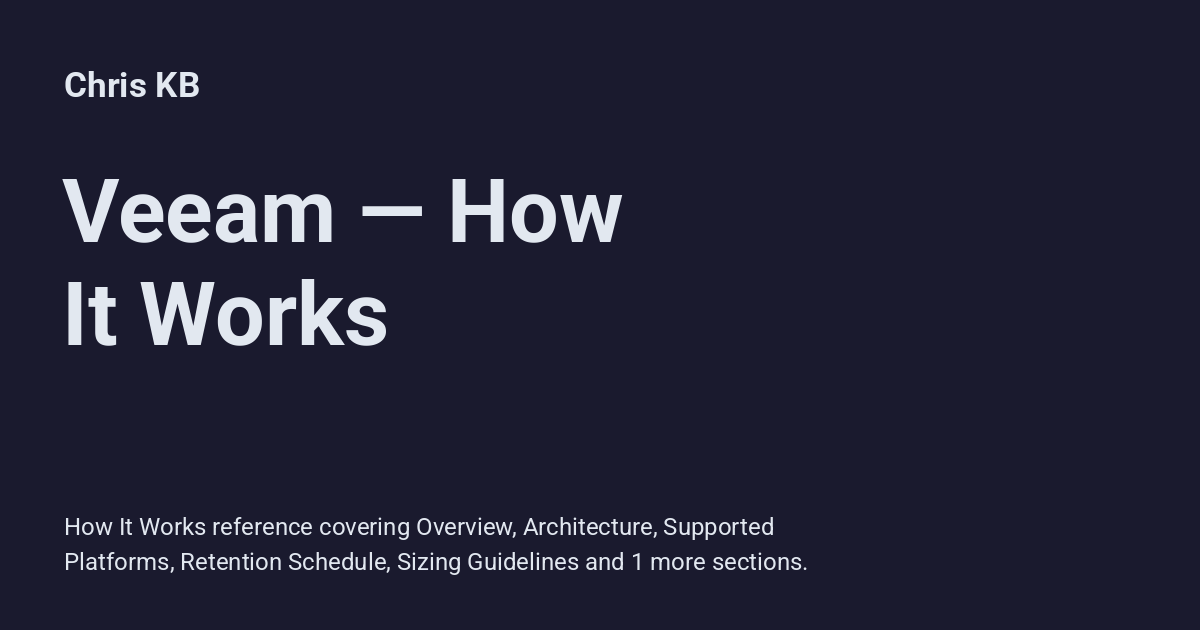 Chris KB
Veeam — How
It Works
How It Works reference covering Overview, Architecture, Supported
Platforms, Retention Schedule, Sizing Guidelines and 1 more sections.